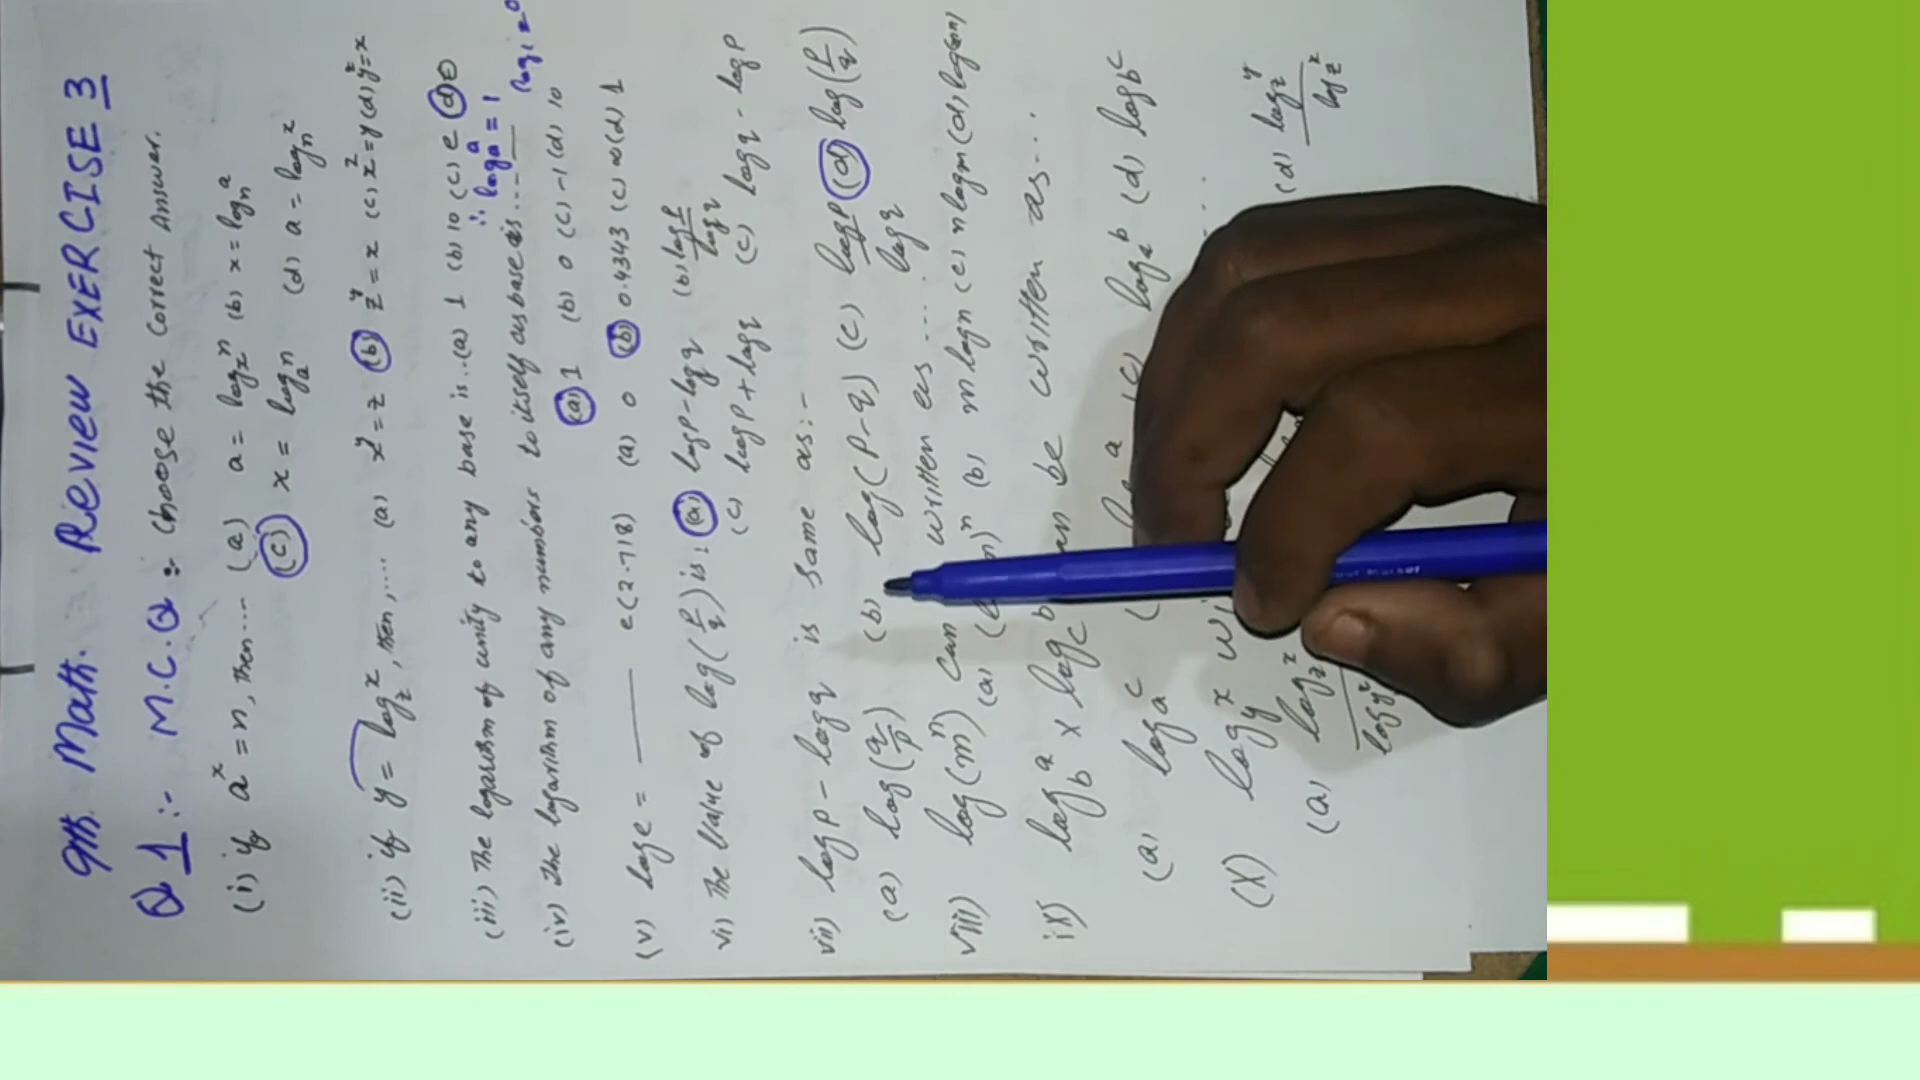 9th Math. Review EXERCISE 3
Q 1:- M.C.Q: Choose the Correct Answer.
(i) if a^x = n, then... (a) a = log_x^n (b) x = log_n^a
(c) x = log_a^n (d) a = log_n^x
(ii) if y = log_z^x, then,.... (a) x^y = z (b) z^y = x (c) x^z = y (d) y^z = x
(iii) The logarithm of unity to any base is.. (a) 1 (b) 10 (c) e (d) 0
∴ log_a^a = 1 log 1 = 0
(iv) The logarithm of any numbers to itself as base is....
(a) 1 (b) 0 (c) -1 (d) 10
(v) log e = ____ e(2.718) (a) 0 (b) 0.4343 (c) ∞ (d) 1
vi) The Value of log(p/q) is: (a) log p - log q (b) log p/log q
(c) log p + log q (c) log q - log p
vii) log p - log q is same as:-
(a) log(q/p) (b) log(p-q) (c) log p/log q (d) log(p/q)
viii) log(m^n) can written as....
(a) m)^n (b) m log n (c) n log m (d) log(mn)
ix) log_b^a x log_c^b be written as...
(a) log_a^c log_a^b (d) log_b^c
(X) log_y^x
(a) log_z^x/log_y^z (d) log_z^y/log_z^x